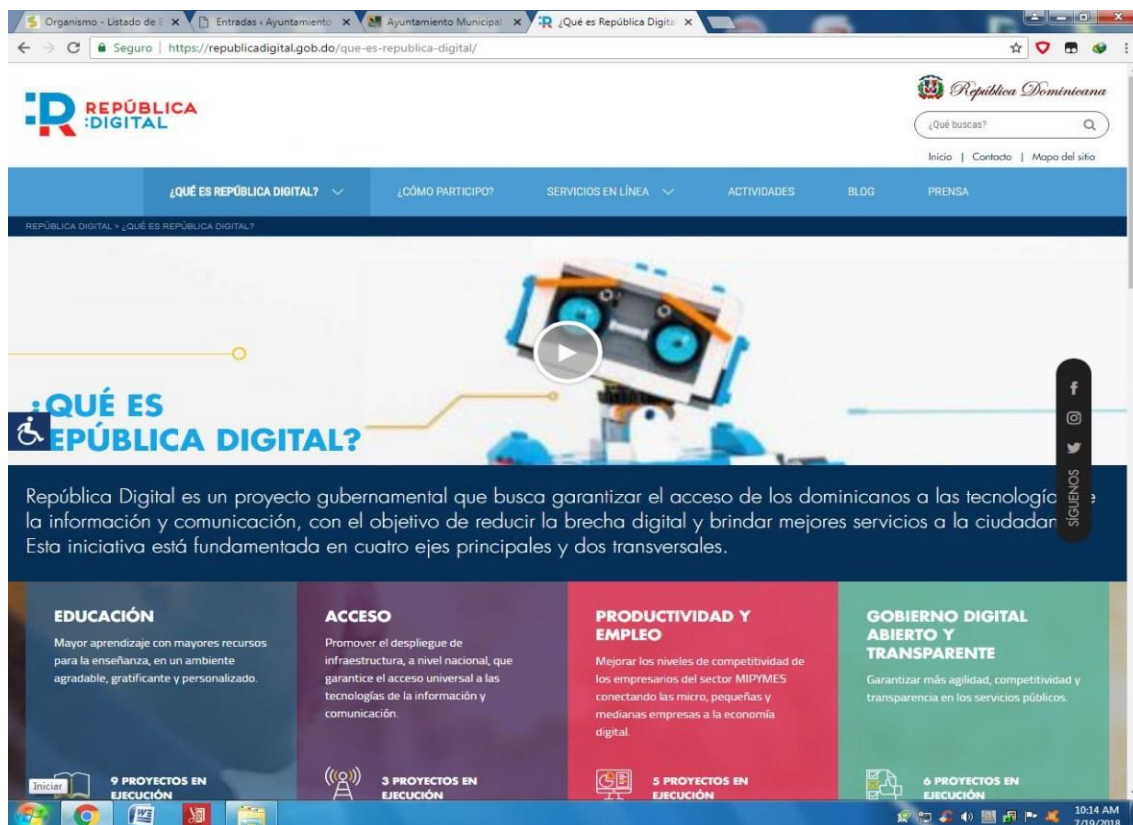 Organismo - Listado de E
Entradas ‹ Ayuntamiento
Ayuntamiento Municipal
¿Qué es República Digita
Seguro | https://republicadigital.gob.do/que-es-republica-digital/
REPÚBLICA
:DIGITAL
República Dominicana
¿Qué buscas?
Inicio | Contacto | Mapa del sitio
¿QUÉ ES REPÚBLICA DIGITAL?
¿CÓMO PARTICIPO?
SERVICIOS EN LÍNEA
ACTIVIDADES
BLOG
PRENSA
REPÚBLICA DIGITAL > ¿QUÉ ES REPÚBLICA DIGITAL?
¿QUÉ ES
EPÚBLICA DIGITAL?
SÍGUENOS
República Digital es un proyecto gubernamental que busca garantizar el acceso de los dominicanos a las tecnología e
la información y comunicación, con el objetivo de reducir la brecha digital y brindar mejores servicios a la ciudadan
Esta iniciativa está fundamentada en cuatro ejes principales y dos transversales.
EDUCACIÓN
Mayor aprendizaje con mayores recursos
para la enseñanza, en un ambiente
agradable, gratificante y personalizado.
9 PROYECTOS EN
EJECUCIÓN
ACCESO
Promover el despliegue de
infraestructura, a nivel nacional, que
garantice el acceso universal a las
tecnologías de la información y
comunicación.
3 PROYECTOS EN
EJECUCIÓN
PRODUCTIVIDAD Y
EMPLEO
Mejorar los niveles de competitividad de
los empresarios del sector MIPYMES
conectando las micro, pequeñas y
medianas empresas a la economía
digital.
5 PROYECTOS EN
EJECUCIÓN
GOBIERNO DIGITAL
ABIERTO Y
TRANSPARENTE
Garantizar más agilidad, competitividad y
transparencia en los servicios públicos.
6 PROYECTOS EN
EJECUCIÓN
Iniciar
10:14 AM
7/19/2018